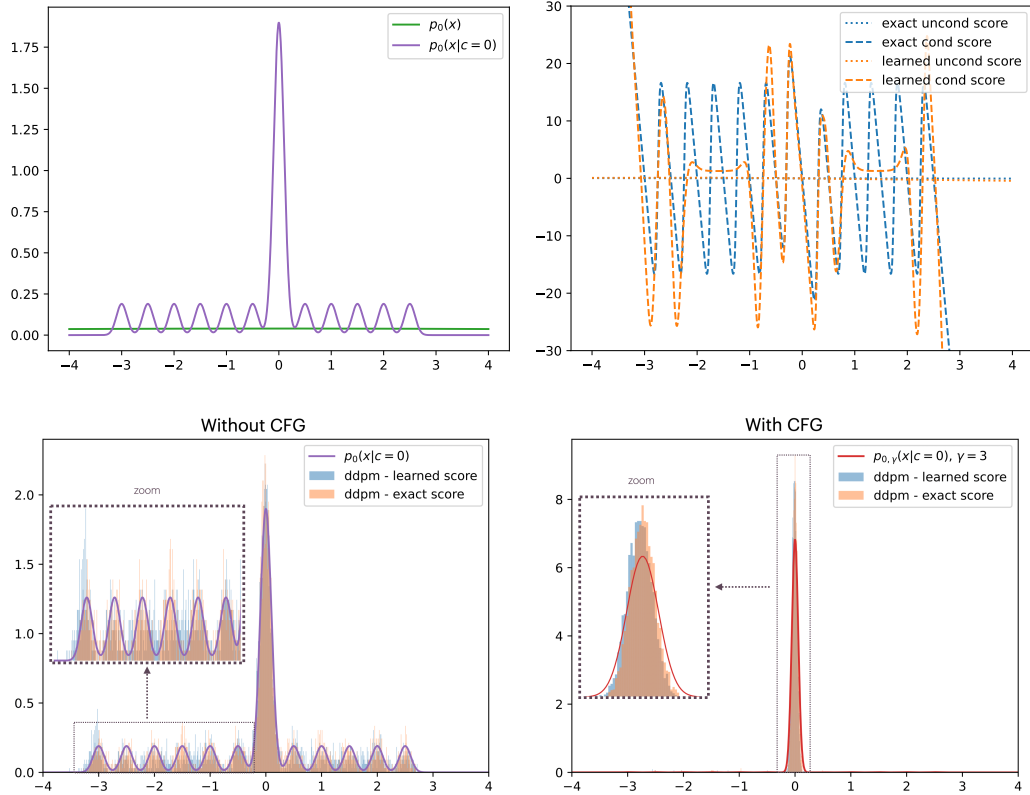 p₀(x)
p₀(x|c = 0)
1.75
1.50
1.25
1.00
0.75
0.50
0.25
0.00
−4 −3 −2 −1 0 1 2 3 4
exact uncond score
exact cond score
learned uncond score
learned cond score
30
20
10
0
−10
−20
−30
−4 −3 −2 −1 0 1 2 3 4
Without CFG
p₀(x|c = 0)
ddpm - learned score
ddpm - exact score
zoom
2.0
1.5
1.0
0.5
0.0
−4 −3 −2 −1 0 1 2 3 4
With CFG
p₀,γ(x|c = 0), γ = 3
ddpm - learned score
ddpm - exact score
zoom
8
6
4
2
0
−4 −3 −2 −1 0 1 2 3 4